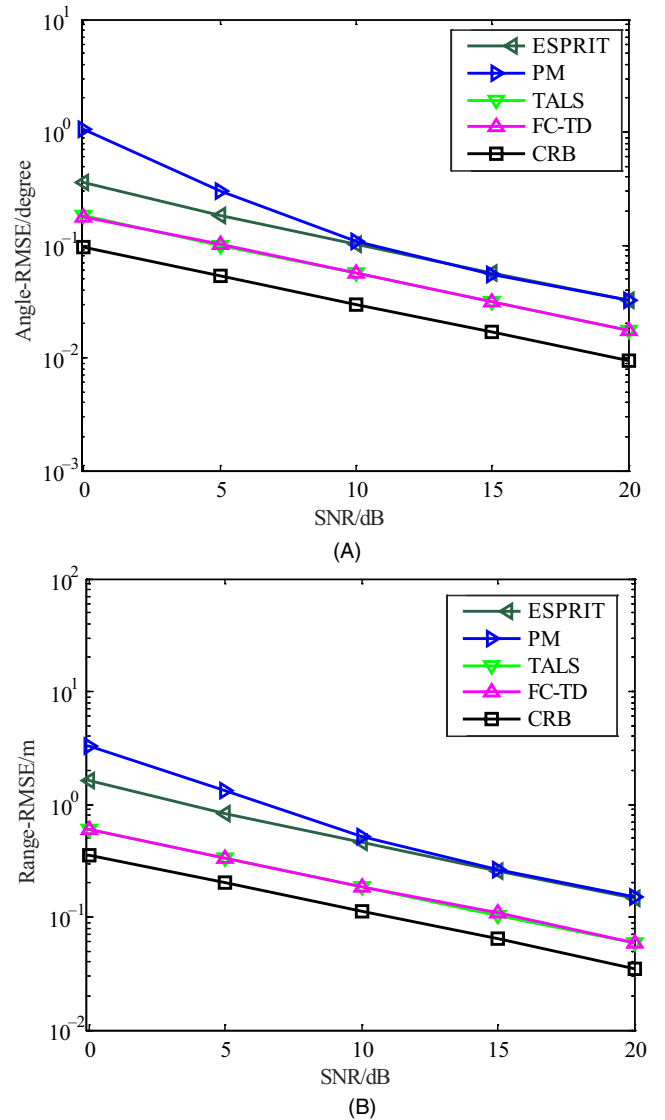 10^1
10^0
10^-1
10^-2
10^-3
Angle-RMSE/degree
ESPRIT
PM
TALS
FC-TD
CRB
0 5 10 15 20
SNR/dB
(A)
10^2
10^1
10^0
10^-1
10^-2
Range-RMSE/m
ESPRIT
PM
TALS
FC-TD
CRB
0 5 10 15 20
SNR/dB
(B)